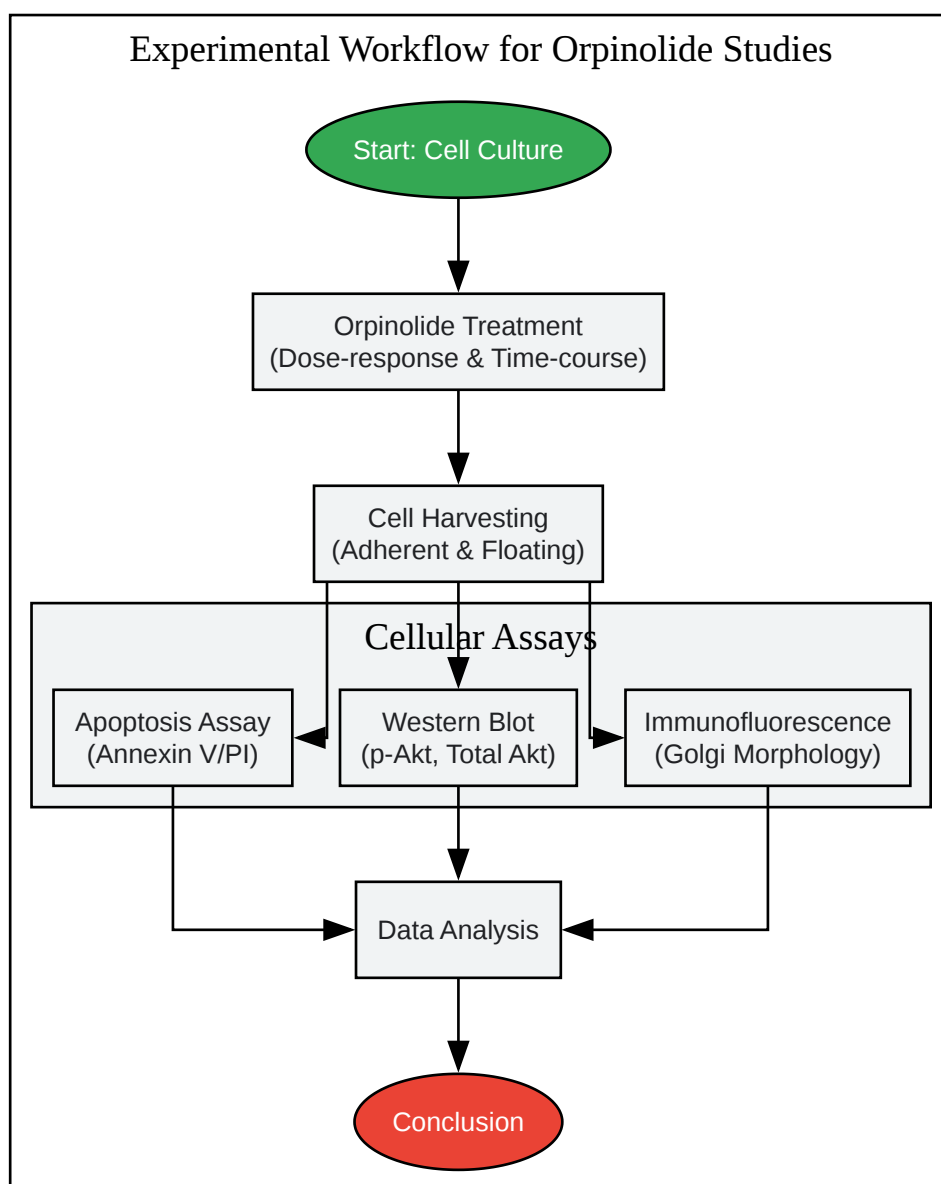 Experimental Workflow for Orpinolide Studies
Start: Cell Culture
Orpinolide Treatment
(Dose-response & Time-course)
Cell Harvesting
(Adherent & Floating)
Cellular Assays
Apoptosis Assay
(Annexin V/PI)
Western Blot
(p-Akt, Total Akt)
Immunofluorescence
(Golgi Morphology)
Data Analysis
Conclusion